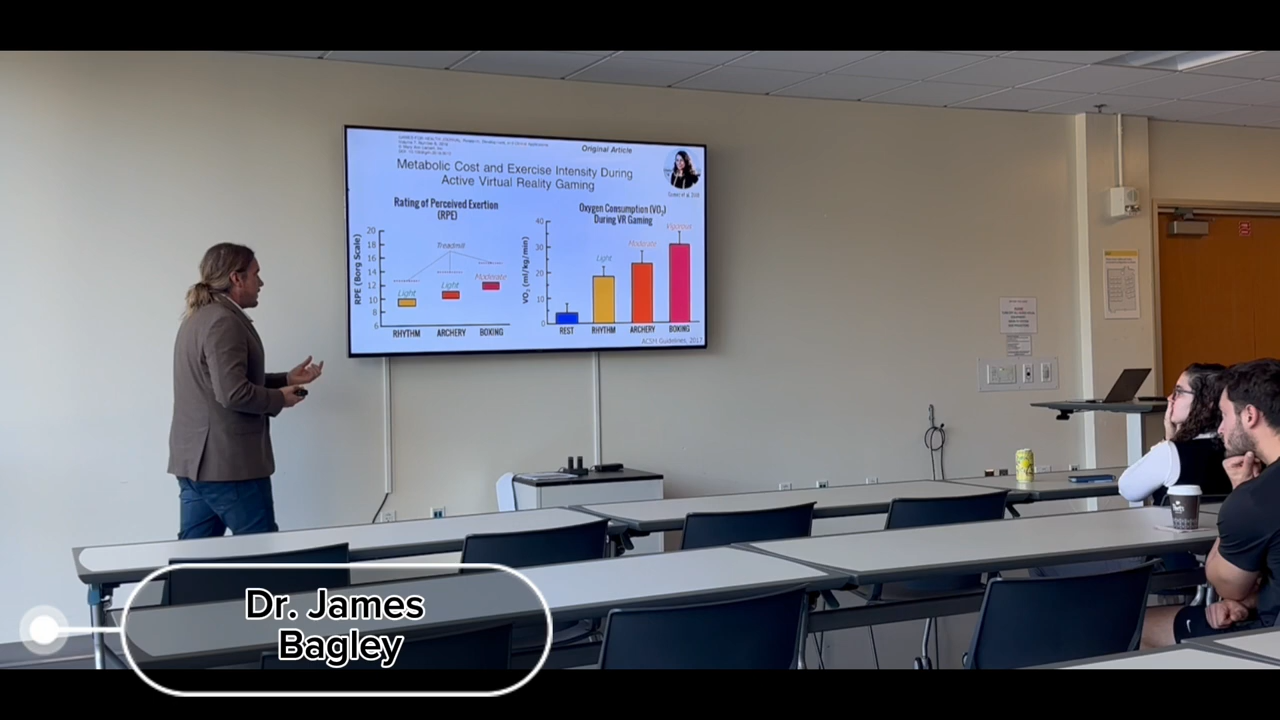 Original Article
Metabolic Cost and Exercise Intensity During
Active Virtual Reality Gaming
Rating of Perceived Exertion
(RPE)
RPE (Borg Scale)
20
18
16
14
12
10
8
6
Treadmill
Light
Light
Moderate
RHYTHM ARCHERY BOXING
Oxygen Consumption (VO₂)
During VR Gaming
VO₂ (ml/kg/min)
40
30
20
10
0
Light
Moderate
Vigorous
REST RHYTHM ARCHERY BOXING
ACSM Guidelines, 2017
Dr. James
Bagley